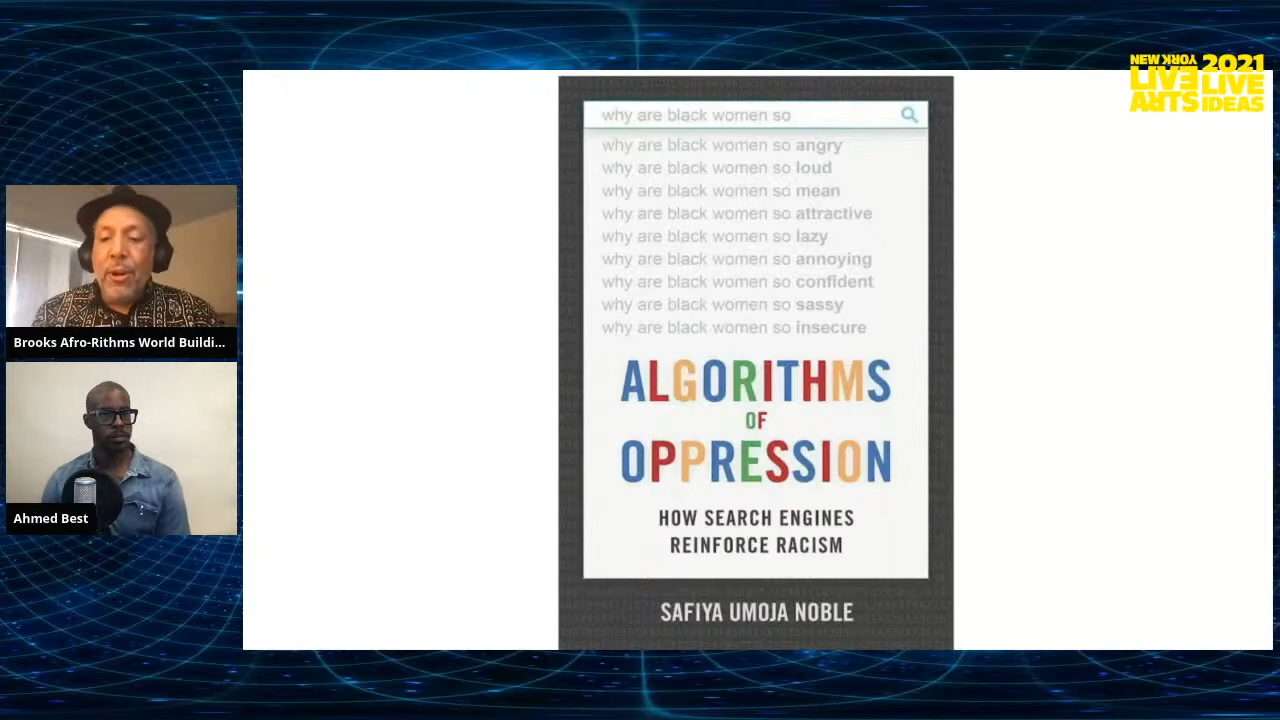 NEW YORK
LIVE
ARTS
2021
LIVE
IDEAS
why are black women so
why are black women so angry
why are black women so loud
why are black women so mean
why are black women so attractive
why are black women so lazy
why are black women so annoying
why are black women so confident
why are black women so sassy
why are black women so insecure
ALGORITHMS
OF
OPPRESSION
HOW SEARCH ENGINES
REINFORCE RACISM
SAFIYA UMOJA NOBLE
Brooks Afro-Rithms World Buildi...
Ahmed Best